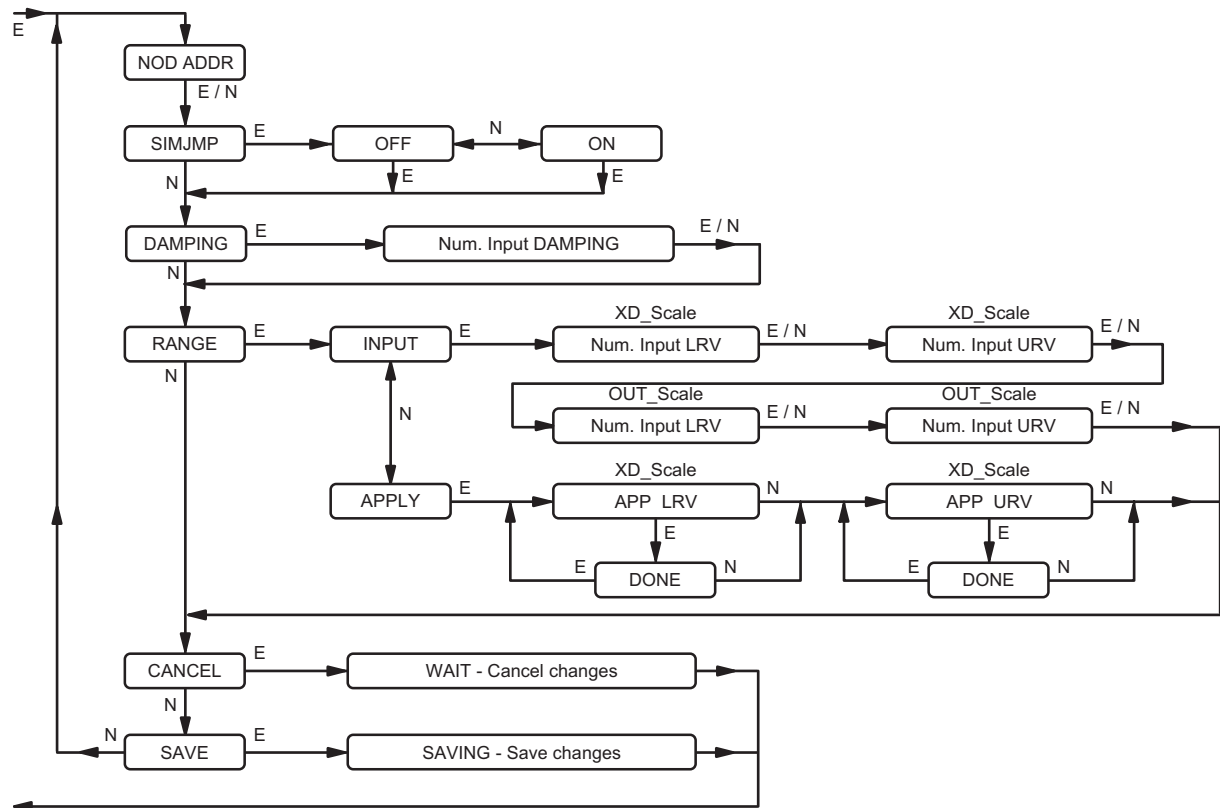 E
NOD ADDR
E / N
SIMJMP
E
OFF
N
ON
N
E
E
DAMPING
E
Num. Input DAMPING
E / N
N
RANGE
E
INPUT
E
XD_Scale
Num. Input LRV
E / N
XD_Scale
Num. Input URV
E / N
N
N
OUT_Scale
Num. Input LRV
E / N
OUT_Scale
Num. Input URV
E / N
APPLY
E
XD_Scale
APP LRV
N
XD_Scale
APP URV
N
E
E
E
DONE
N
E
DONE
N
CANCEL
E
WAIT - Cancel changes
N
N
SAVE
E
SAVING - Save changes